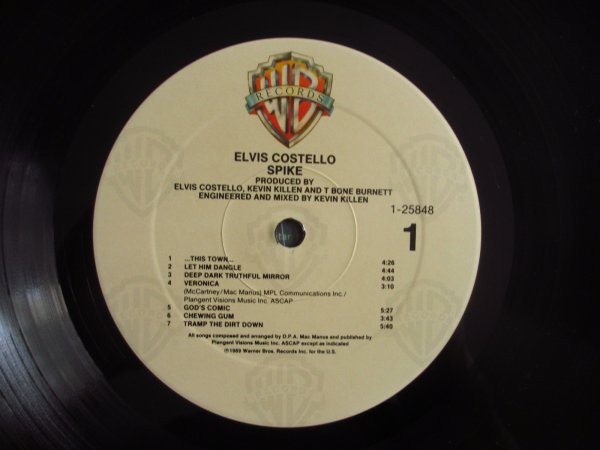 WB
RECORDS
ELVIS COSTELLO
SPIKE
PRODUCED BY
ELVIS COSTELLO, KEVIN KILLEN AND T BONE BURNETT
ENGINEERED AND MIXED BY KEVIN KILLEN
1-25848
1
1 ...THIS TOWN... 4:26
2 LET HIM DANGLE 4:44
3 DEEP DARK TRUTHFUL MIRROR 4:03
4 VERONICA 3:10
(McCartney/Mac Manus) MPL Communications Inc./
Plangent Visions Music Inc. ASCAP
5 GOD'S COMIC 5:27
6 CHEWING GUM 3:43
7 TRAMP THE DIRT DOWN 5:40
All songs composed and arranged by D.P.A. Mac Manus and published by
Plangent Visions Music Inc. ASCAP except as indicated
℗1989 Warner Bros. Records Inc. for the U.S.